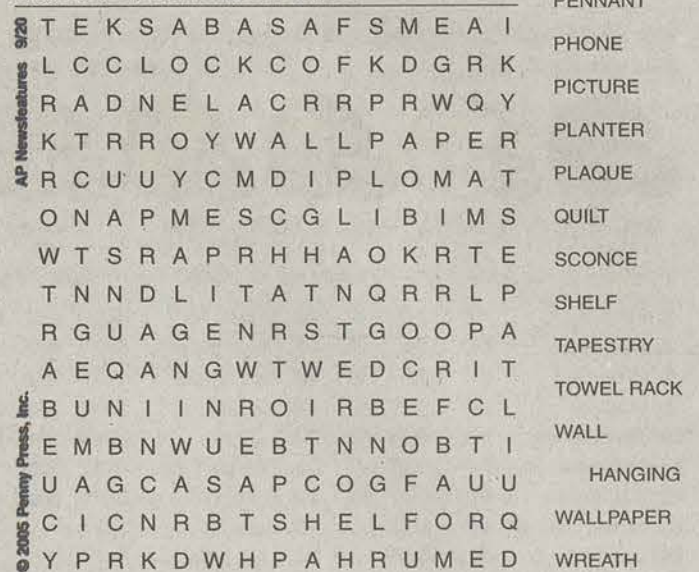 AP Newsfeatures 9/20
T E K S A B A S A F S M E A I
L C C L O C K C O F K D G R K
R A D N E L A C R R P R W Q Y
K T R R O Y W A L L P A P E R
R C U U Y C M D I P L O M A T
O N A P M E S C G L I B I M S
W T S R A P R H H A O K R T E
T N N D L I T A T N Q R R L P
R G U A G E N R S T G O O P A
A E Q A N G W T W E D C R I T
B U N I I N R O I R B E F C L
E M B N W U E B T N N O B T I
U A G C A S A P C O G F A U U
C I C N R B T S H E L F O R Q
Y P R K D W H P A H R U M E D
© 2005 Penny Press, Inc.
PENNANT
PHONE
PICTURE
PLANTER
PLAQUE
QUILT
SCONCE
SHELF
TAPESTRY
TOWEL RACK
WALL
HANGING
WALLPAPER
WREATH